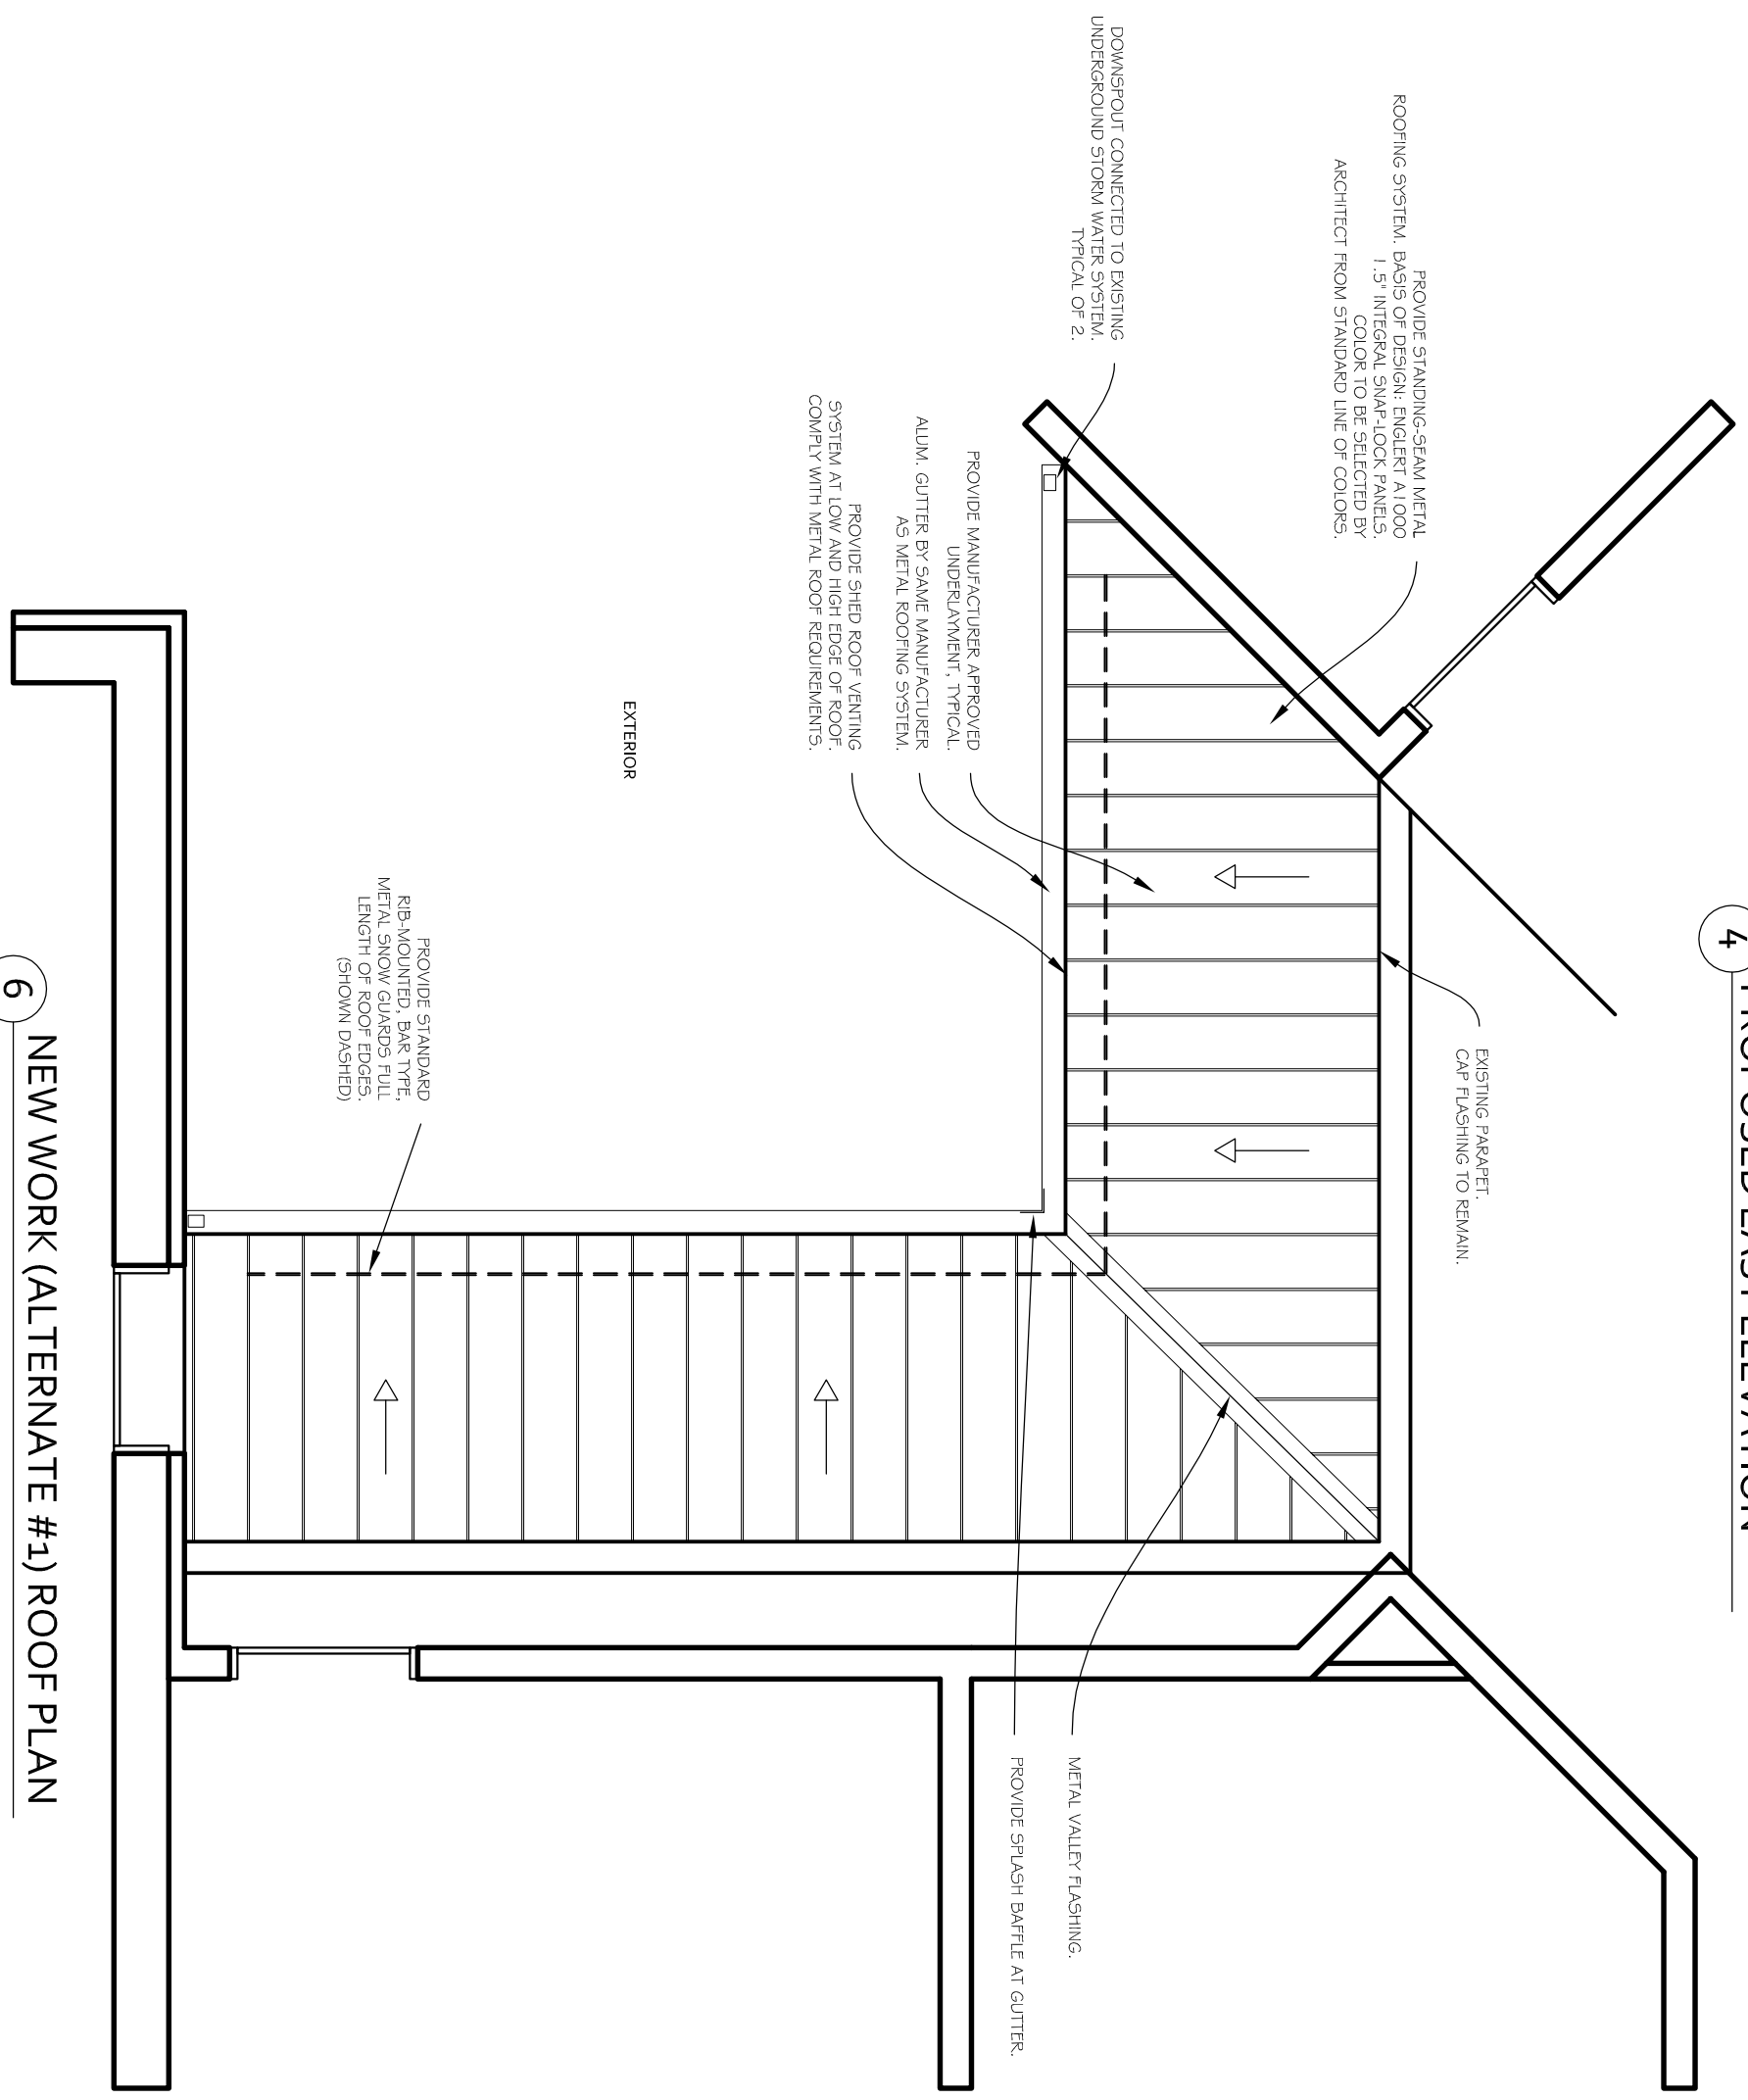 4
PROVIDE STANDING-SEAM METAL
ROOFING SYSTEM. BASIS OF DESIGN: ENGLERT A1000
1.5" INTEGRAL SNAP-LOCK PANELS.
COLOR TO BE SELECTED BY
ARCHITECT FROM STANDARD LINE OF COLORS.
EXISTING PARAPET.
CAP FLASHING TO REMAIN.
DOWNSPOUT CONNECTED TO EXISTING
UNDERGROUND STORM WATER SYSTEM.
TYPICAL OF 2.
METAL VALLEY FLASHING.
PROVIDE SPLASH BAFFLE AT GUTTER.
PROVIDE MANUFACTURER APPROVED
UNDERLAYMENT, TYPICAL.
ALUM. GUTTER BY SAME MANUFACTURER
AS METAL ROOFING SYSTEM.
PROVIDE SHED ROOF VENTING
SYSTEM AT LOW AND HIGH EDGE OF ROOF.
COMPLY WITH METAL ROOF REQUIREMENTS.
EXTERIOR
PROVIDE STANDARD
RIB-MOUNTED, BAR TYPE,
METAL SNOW GUARDS FULL
LENGTH OF ROOF EDGES.
(SHOWN DASHED)
6
NEW WORK (ALTERNATE #1) ROOF PLAN